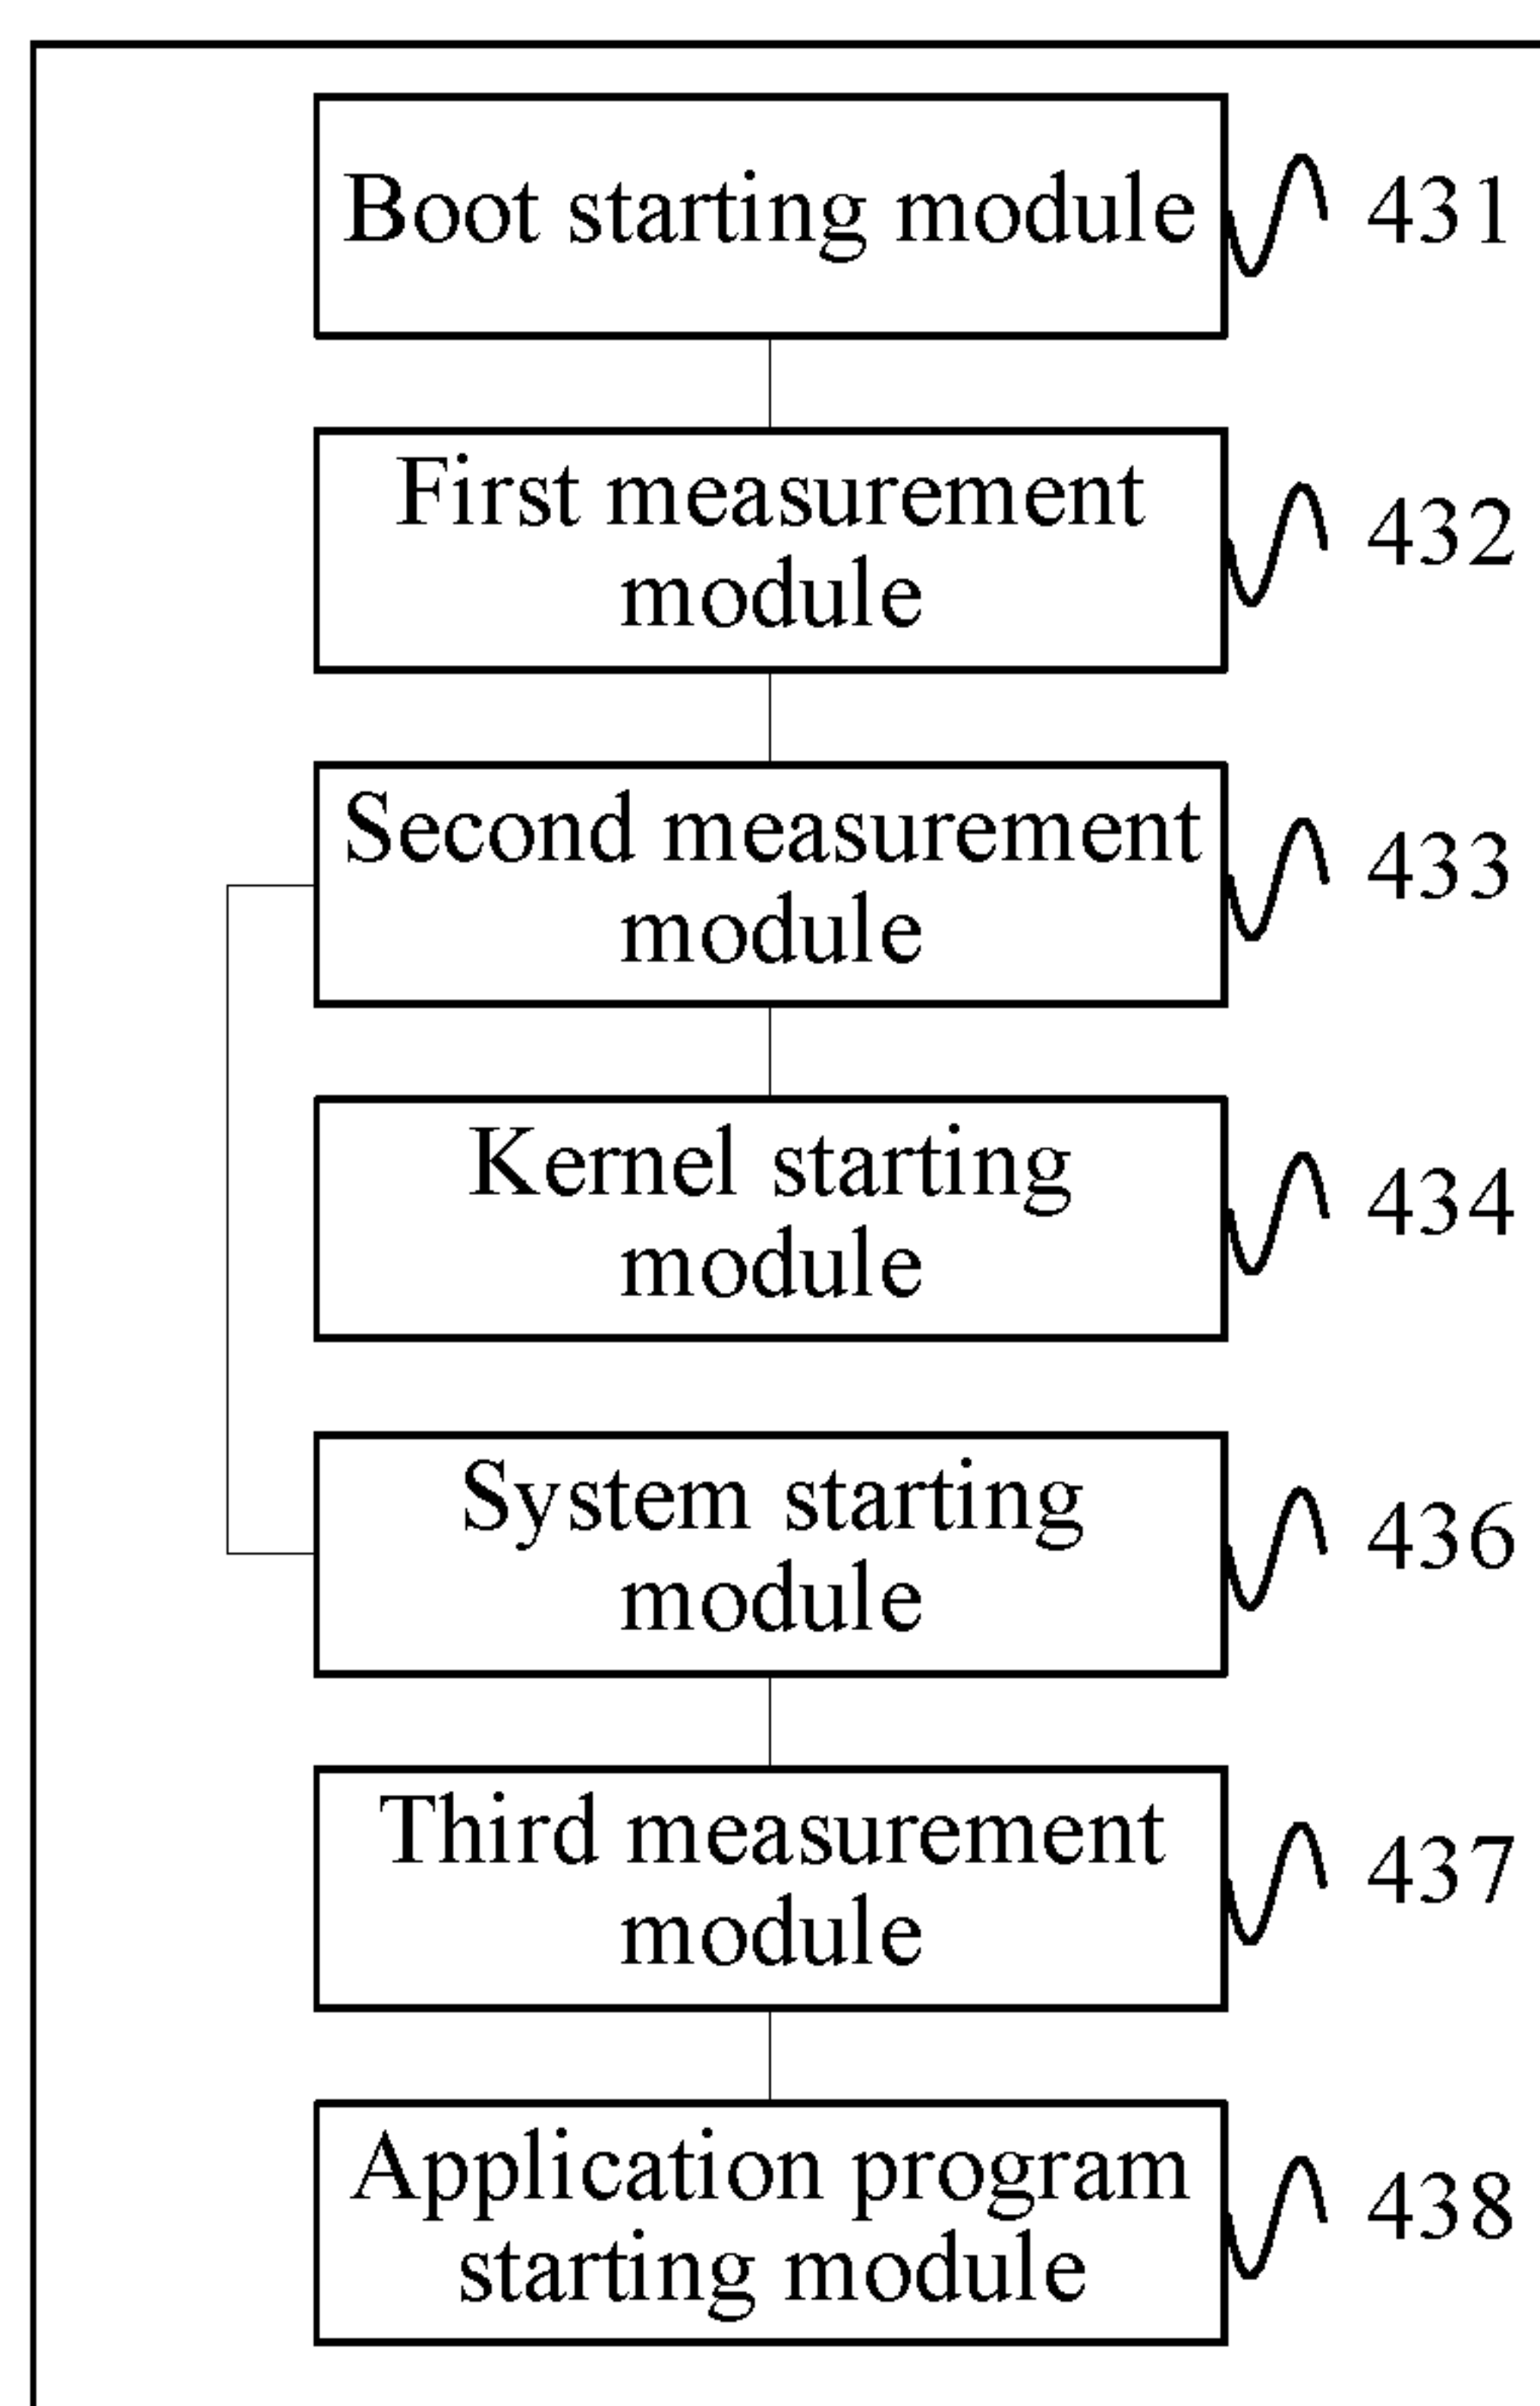 Boot starting module
431
First measurement
module
432
Second measurement
module
433
Kernel starting
module
434
System starting
module
436
Third measurement
module
437
Application program
starting module
438